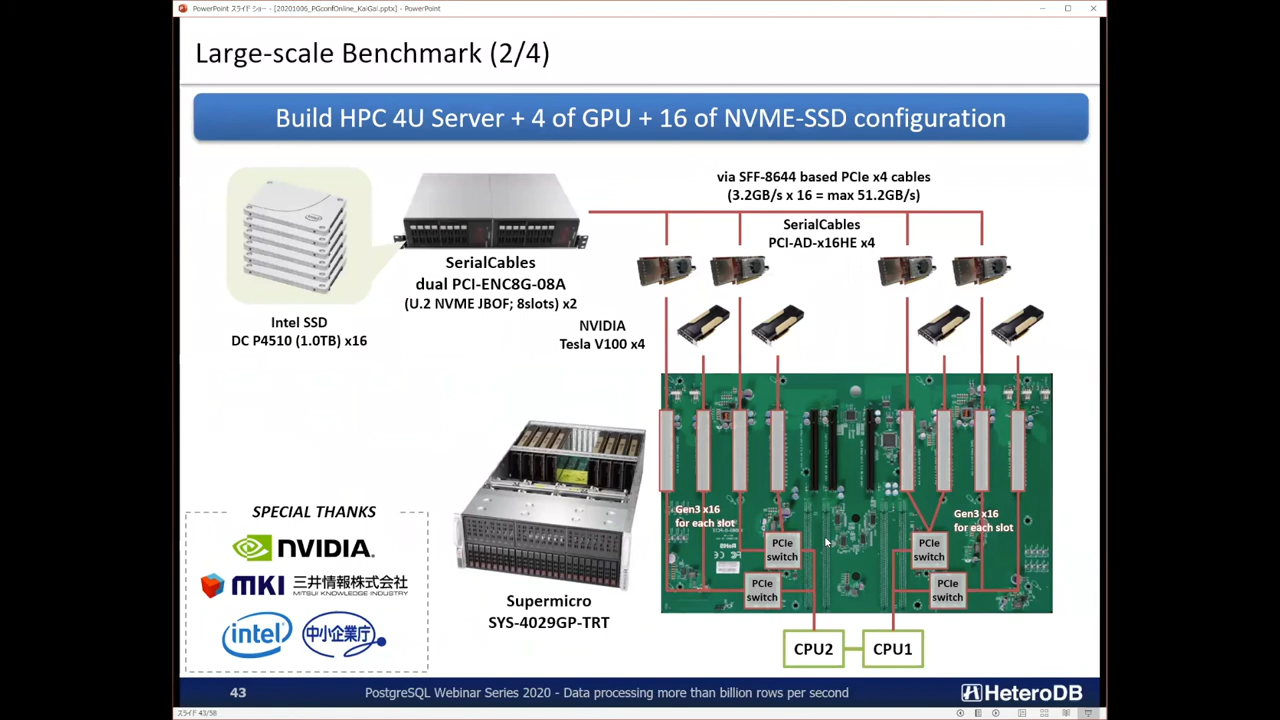 PowerPoint スライド ショー - [20201006_PGconfOnline_KaiGai.pptx] - PowerPoint
Large-scale Benchmark (2/4)
Build HPC 4U Server + 4 of GPU + 16 of NVME-SSD configuration
via SFF-8644 based PCIe x4 cables
(3.2GB/s x 16 = max 51.2GB/s)
SerialCables
PCI-AD-x16HE x4
SerialCables
dual PCI-ENC8G-08A
(U.2 NVME JBOF; 8slots) x2
Intel SSD
DC P4510 (1.0TB) x16
NVIDIA
Tesla V100 x4
Gen3 x16
for each slot
Gen3 x16
for each slot
PCIe
switch
PCIe
switch
PCIe
switch
PCIe
switch
CPU2
CPU1
Supermicro
SYS-4029GP-TRT
SPECIAL THANKS
NVIDIA.
MKI 三井情報株式会社
MITSUI KNOWLEDGE INDUSTRY
intel
中小企業庁
43
PostgreSQL Webinar Series 2020 - Data processing more than billion rows per second
HeteroDB
スライド 43/58